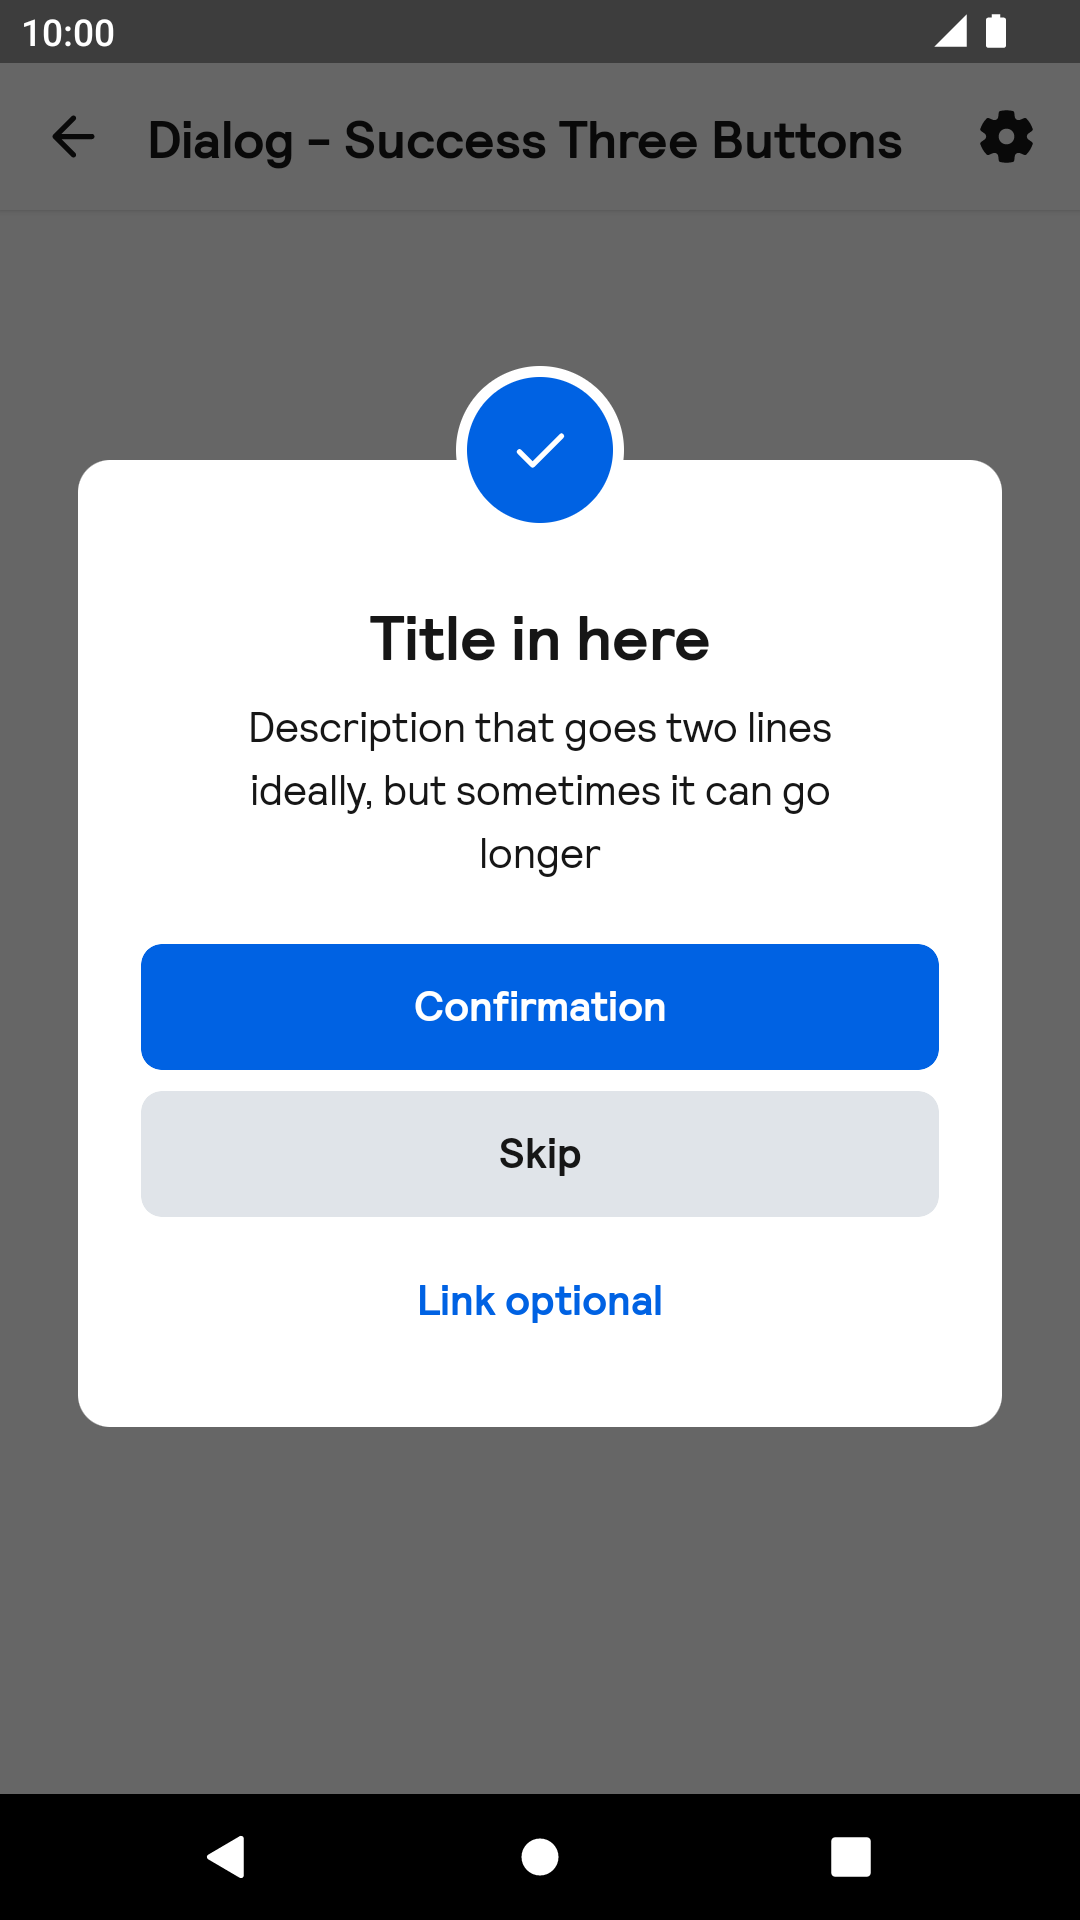 10:00
Dialog - Success Three Buttons
Title in here
Description that goes two lines
ideally, but sometimes it can go
longer
Confirmation
Skip
Link optional